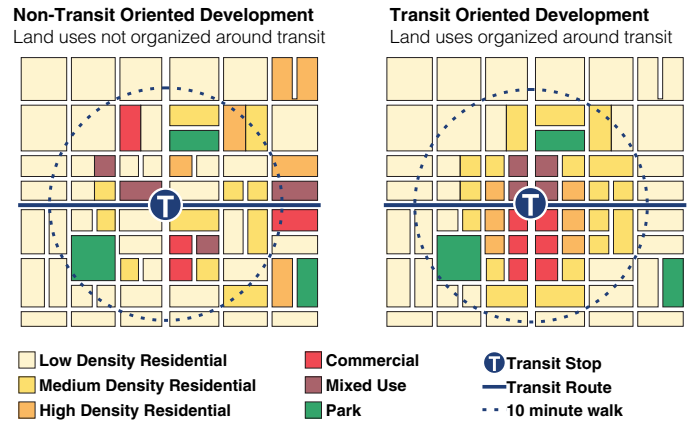 Non-Transit Oriented Development
Land uses not organized around transit
Transit Oriented Development
Land uses organized around transit
T
T
Low Density Residential
Medium Density Residential
High Density Residential
Commercial
Mixed Use
Park
T
Transit Stop
Transit Route
10 minute walk